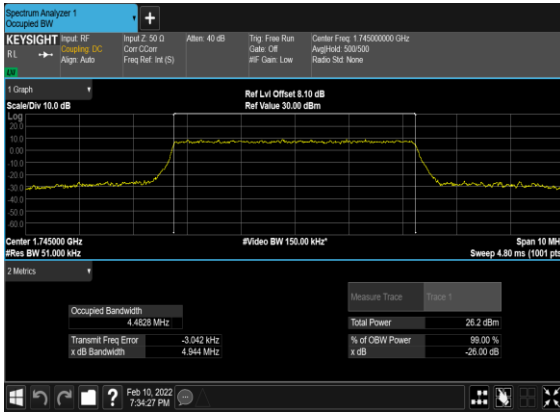 Spectrum Analyzer 1
Occupied BW
+
KEYSIGHT Input: RF Input Z: 50 Ω Atten: 40 dB Trig: Free Run Center Freq: 1.745000000 GHz
RL Coupling: DC Corr CCorr Gate: Off Avg|Hold: 500/500
Align: Auto Freq Ref: Int (S) #IF Gain: Low Radio Std: None
1 Graph
Scale/Div 10.0 dB Ref Lvl Offset 8.10 dB
Ref Value 30.00 dBm
Log
20.0
10.0
0.00
-10.0
-20.0
-30.0
-40.0
-50.0
-60.0
Center 1.745000 GHz #Video BW 150.00 kHz* Span 10 MH
#Res BW 51.000 kHz Sweep 4.80 ms (1001 pts
2 Metrics
Measure Trace Trace 1
Occupied Bandwidth
4.4828 MHz Total Power 26.2 dBm
Transmit Freq Error -3.042 kHz % of OBW Power 99.00 %
x dB Bandwidth 4.944 MHz x dB -26.00 dB
? Feb 10, 2022
7:34:27 PM